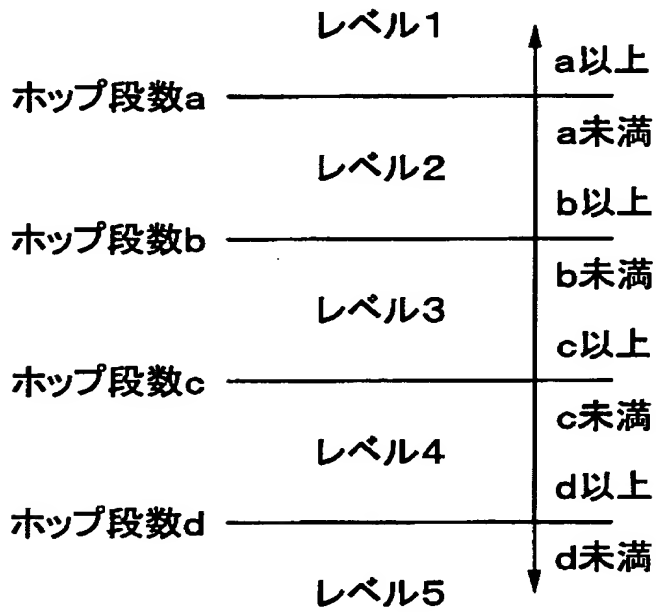 レベル1
a以上
ホップ段数a
a未満
レベル2
b以上
ホップ段数b
b未満
レベル3
c以上
ホップ段数c
c未満
レベル4
d以上
ホップ段数d
d未満
レベル5